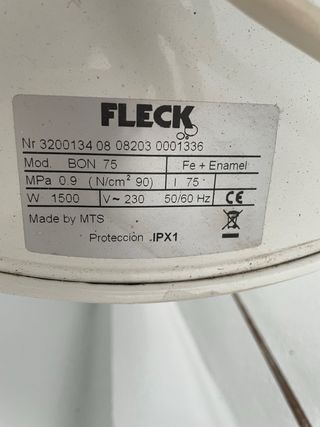 FLECK
Nr 3200134 08 08203 0001336
Mod. BON 75 Fe + Enamel
MPa 0.9 (N/cm² 90) l 75
W 1500 V~ 230 50/60 Hz CE
Made by MTS
Protección .IPX1